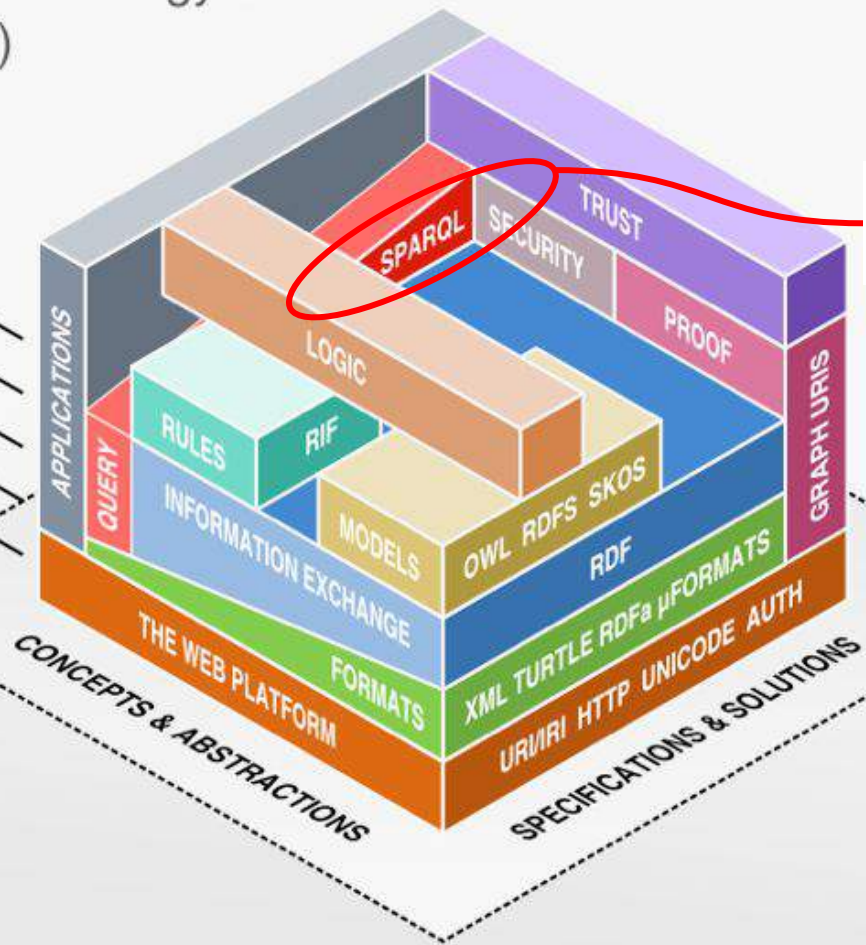 )
TRUST
SPARQL
SECURITY
PROOF
LOGIC
APPLICATIONS
RULES
RIF
QUERY
GRAPH URIS
INFORMATION EXCHANGE
MODELS
OWL RDFS SKOS
RDF
THE WEB PLATFORM
FORMATS
XML TURTLE RDFa µFORMATS
URI/IRI HTTP UNICODE AUTH
CONCEPTS & ABSTRACTIONS
SPECIFICATIONS & SOLUTIONS